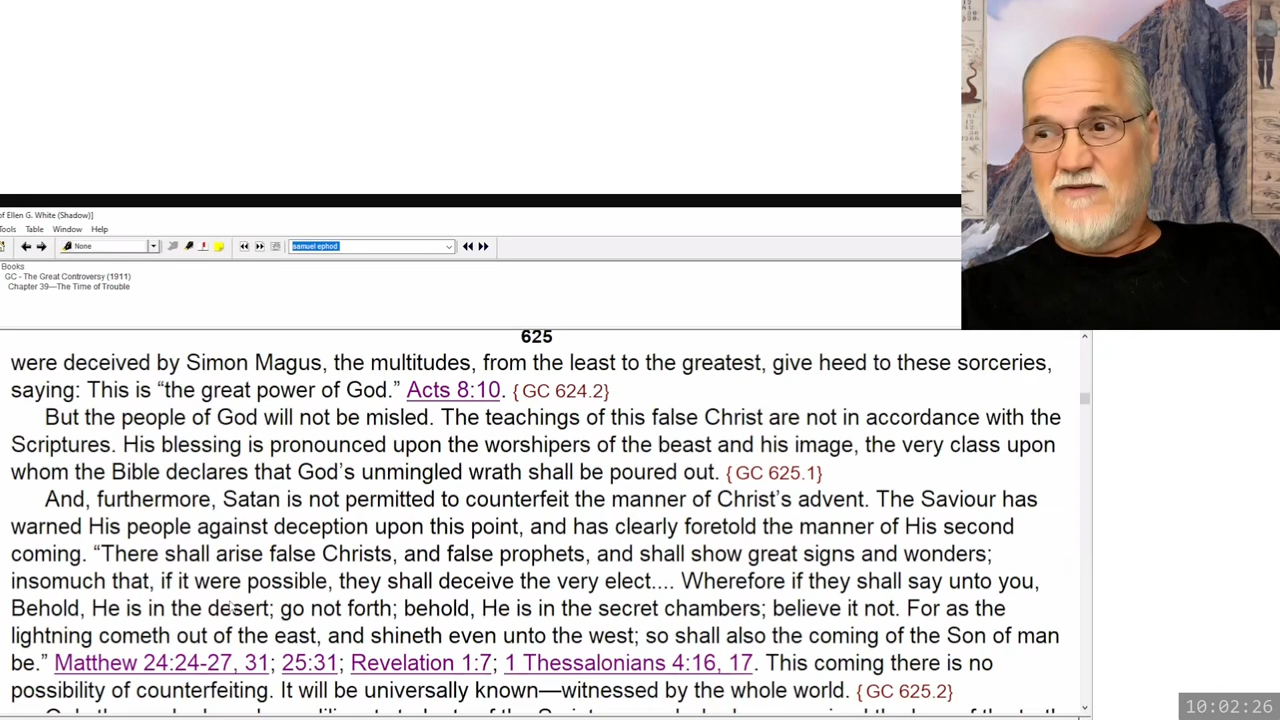 of Ellen G. White (Shadow)]
Tools Table Window Help
None
samuel ephod
Books
GC - The Great Controversy (1911)
Chapter 39—The Time of Trouble
625
were deceived by Simon Magus, the multitudes, from the least to the greatest, give heed to these sorceries,
saying: This is “the great power of God.” Acts 8:10. {GC 624.2}
But the people of God will not be misled. The teachings of this false Christ are not in accordance with the
Scriptures. His blessing is pronounced upon the worshipers of the beast and his image, the very class upon
whom the Bible declares that God’s unmingled wrath shall be poured out. {GC 625.1}
And, furthermore, Satan is not permitted to counterfeit the manner of Christ’s advent. The Saviour has
warned His people against deception upon this point, and has clearly foretold the manner of His second
coming. “There shall arise false Christs, and false prophets, and shall show great signs and wonders;
insomuch that, if it were possible, they shall deceive the very elect.... Wherefore if they shall say unto you,
Behold, He is in the desert; go not forth; behold, He is in the secret chambers; believe it not. For as the
lightning cometh out of the east, and shineth even unto the west; so shall also the coming of the Son of man
be.” Matthew 24:24-27, 31; 25:31; Revelation 1:7; 1 Thessalonians 4:16, 17. This coming there is no
possibility of counterfeiting. It will be universally known—witnessed by the whole world. {GC 625.2}
10:02:26